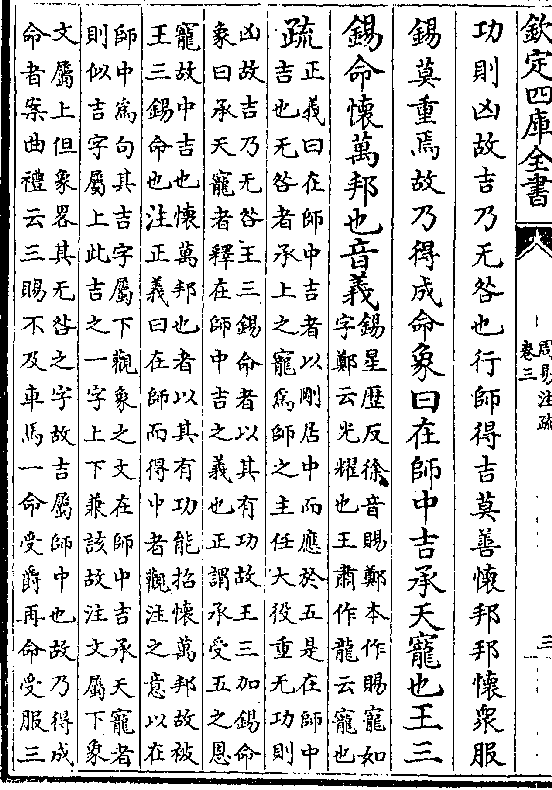 欽定四庫全書
周易注疏
卷三
三
功則凶故吉乃无咎也行師得吉莫善懐邦邦懐衆服
錫莫重焉故乃得成命象曰在師中吉承天寵也王三
錫命懷萬邦也音義
錫星歴反徐音賜鄭本作賜寵如
字鄭云光耀也王肅作龍云寵也
疏
正義曰在師中吉者以剛居中而應於五是在師中
吉也无咎者承上之寵爲師之主任大役重无功則
凶故吉乃无咎王三錫命者以其有功故王三加錫命
象曰承天寵者釋在師中吉之義也正謂承受五之恩
寵故中吉也懷萬邦也者以其有功能招懷萬邦故被
王三錫命也注正義曰在師而得中者觀注之意以在
師中爲句其吉字屬下觀象之文在師中吉承天寵者
則似吉字屬上此吉之一字上下兼該故注文屬下象
文屬上但象畧其无咎之字故吉屬師中也故乃得成
命者案曲禮云三賜不及車馬一命受爵再命受服三